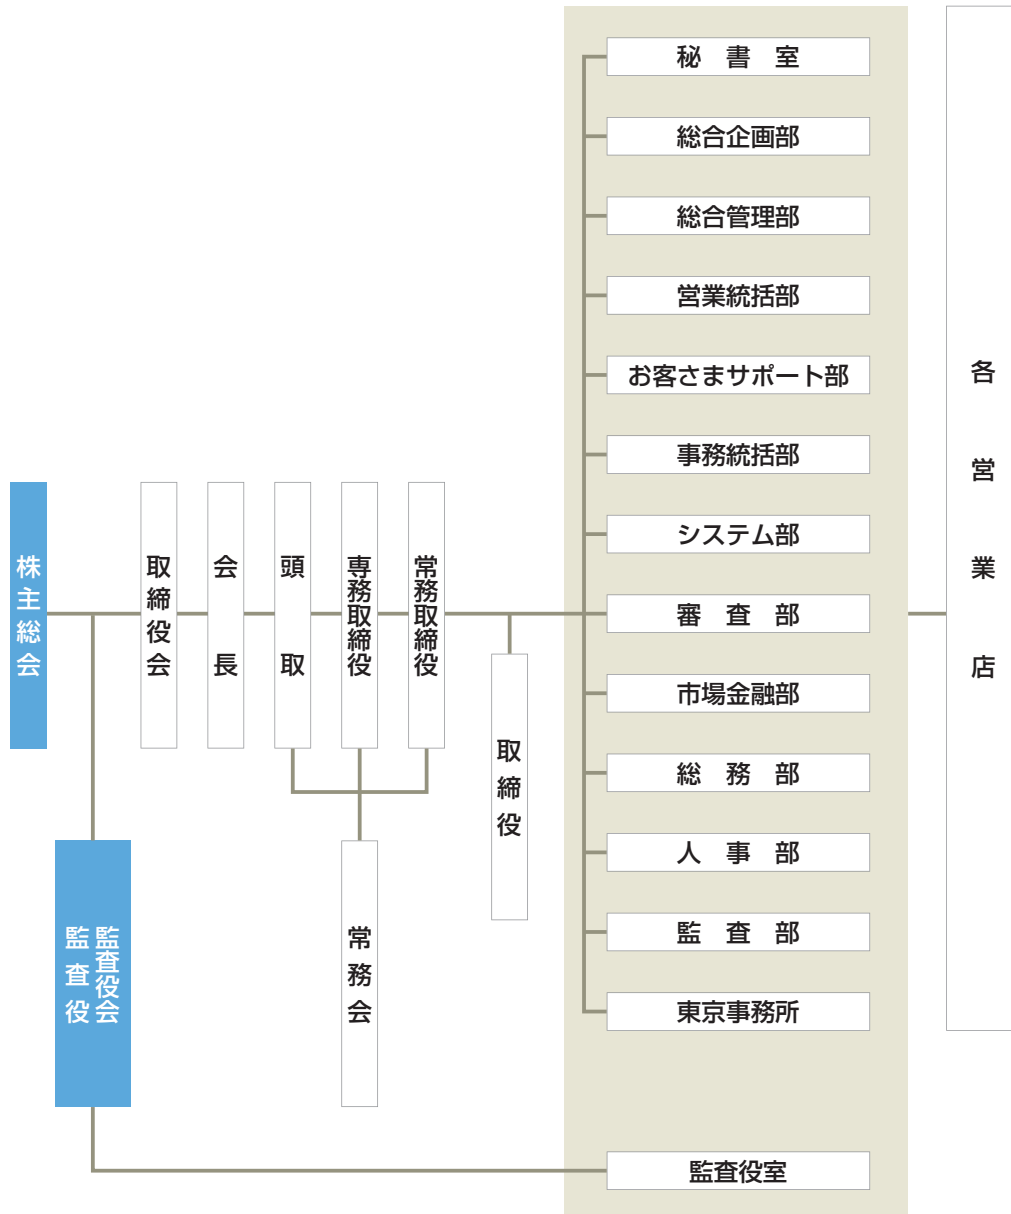 株主総会
監査役会
監査役
取締役会
会長
頭取
専務取締役
常務取締役
常務会
取締役
秘書室
総合企画部
総合管理部
営業統括部
お客さまサポート部
事務統括部
システム部
審査部
市場金融部
総務部
人事部
監査部
東京事務所
監査役室
各営業店